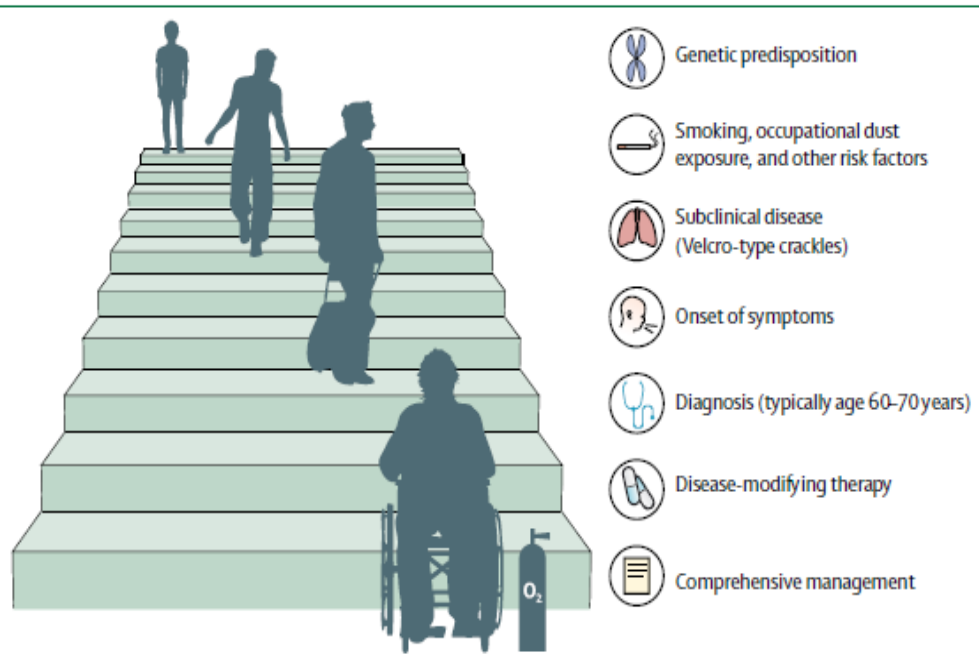 Genetic predisposition
Smoking, occupational dust
exposure, and other risk factors
Subclinical disease
(Velcro-type crackles)
Onset of symptoms
Diagnosis (typically age 60–70 years)
Disease-modifying therapy
Comprehensive management
O₂